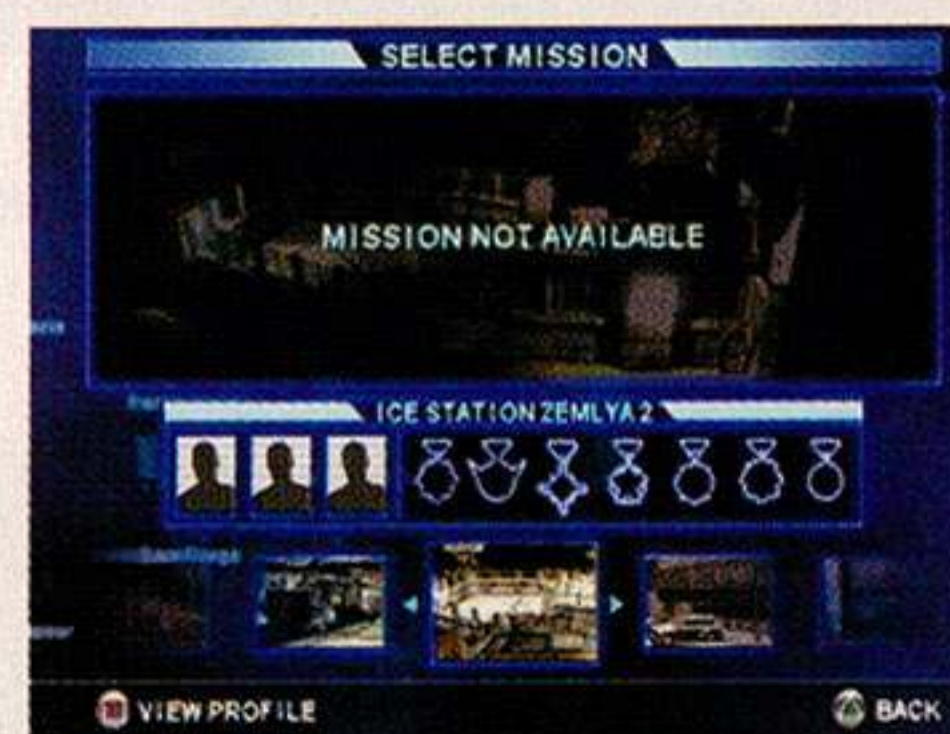 SELECT MISSION
MISSION NOT AVAILABLE
ICE STATION ZEMLYA 2
VIEW PROFILE
BACK